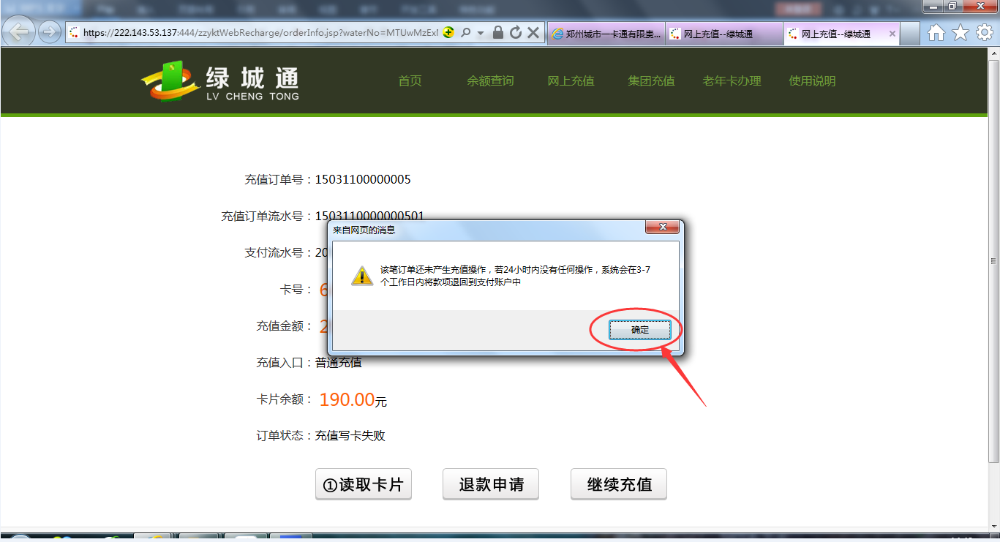 https://222.143.53.137:444/zzyktWebRecharge/orderInfo.jsp?waterNo=MTUwMzExM
郑州城市一卡通有限责...
网上充值--绿城通
网上充值--绿城通
绿城通
LV CHENG TONG
首页
余额查询
网上充值
集团充值
老年卡办理
使用说明
充值订单号：15031100000005
充值订单流水号：1503110000000501
来自网页的消息
支付流水号：20
该笔订单还未产生充值操作，若24小时内没有任何操作，系统会在3-7
个工作日内将款项退回到支付账户中
卡号： 6
充值金额： 2
确定
充值入口：普通充值
卡片余额： 190.00元
订单状态：充值写卡失败
①读取卡片
退款申请
继续充值